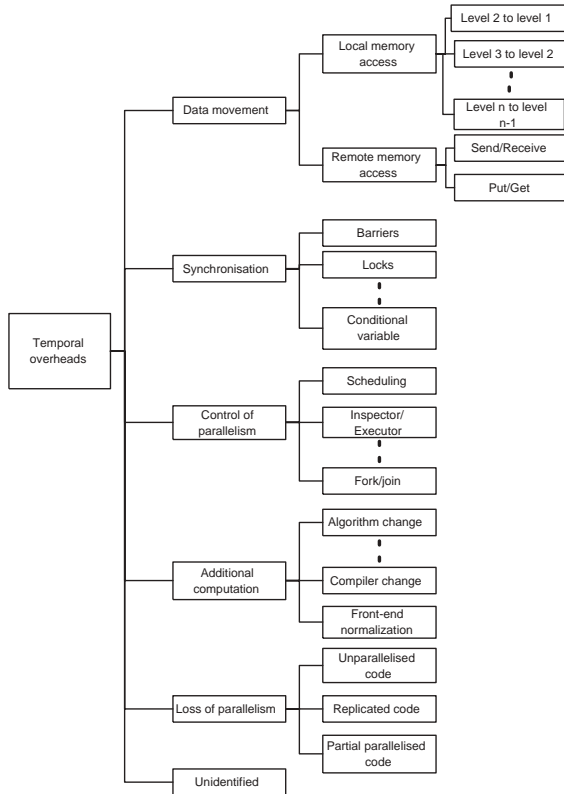 Temporal
overheads
Data movement
Local memory
access
Level 2 to level 1
Level 3 to level 2
Level n to level
n-1
Remote memory
access
Send/Receive
Put/Get
Synchronisation
Barriers
Locks
Conditional
variable
Control of
parallelism
Scheduling
Inspector/
Executor
Fork/join
Additional
computation
Algorithm change
Compiler change
Front-end
normalization
Loss of parallelism
Unparallelised
code
Replicated code
Partial parallelised
code
Unidentified